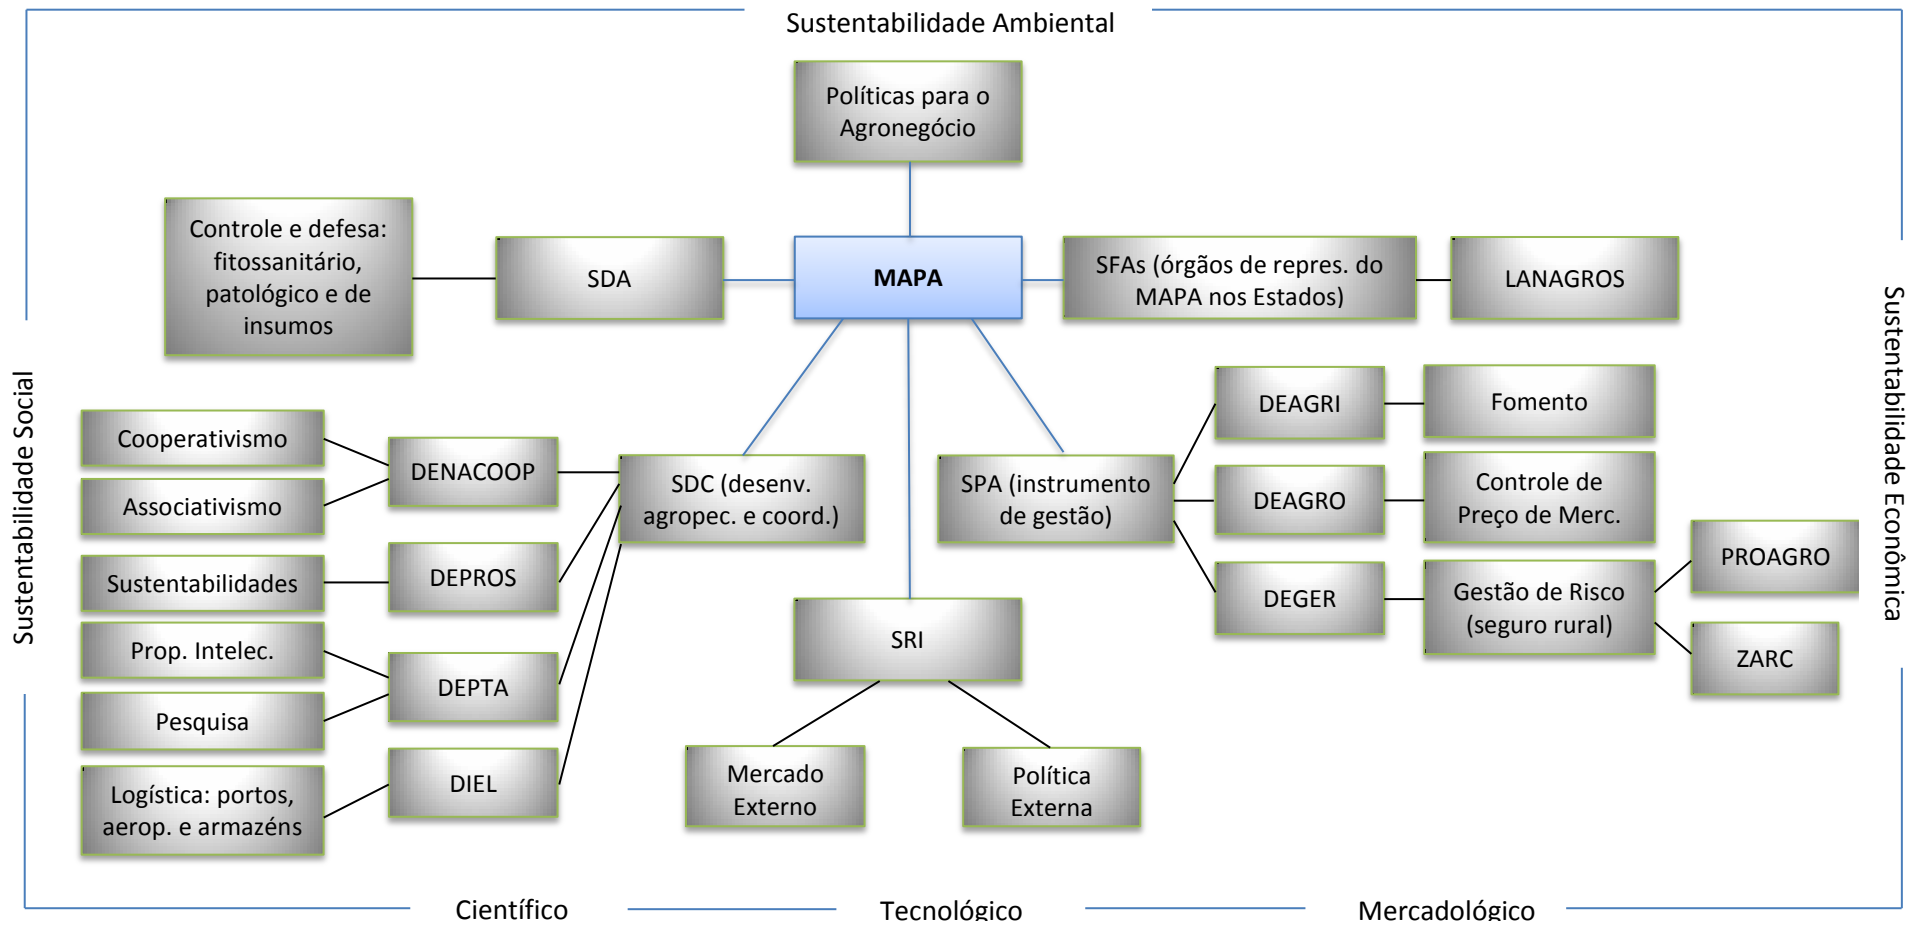 Sustentabilidade Ambiental
Políticas para o
Agronegócio
Controle e defesa:
fitossanitário,
patológico e de
insumos
SDA
MAPA
SFAs (órgãos de repres. do
MAPA nos Estados)
LANAGROS
Sustentabilidade Social
Sustentabilidade Econômica
Cooperativismo
Associativismo
DENACOOP
Sustentabilidades
DEPROS
Prop. Intelec.
Pesquisa
DEPTA
Logística: portos,
aerop. e armazéns
DIEL
SDC (desenv.
agropec. e coord.)
SRI
Mercado
Externo
Política
Externa
SPA (instrumento
de gestão)
DEAGRI
Fomento
DEAGRO
Controle de
Preço de Merc.
DEGER
Gestão de Risco
(seguro rural)
PROAGRO
ZARC
Científico
Tecnológico
Mercadológico